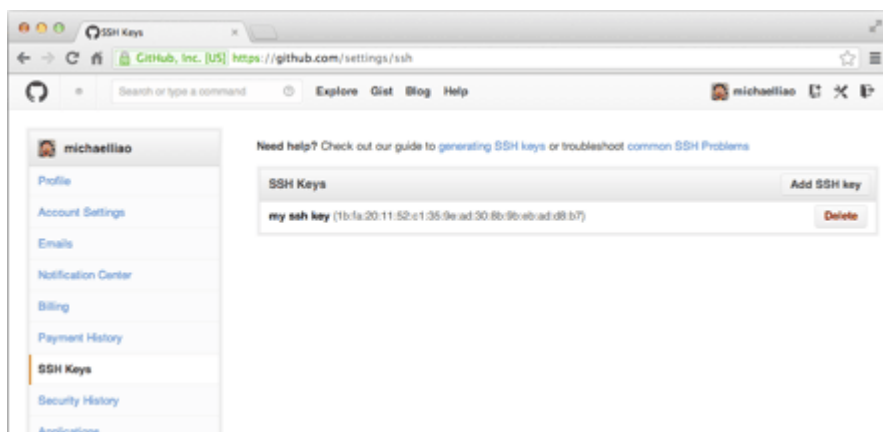 SSH Keys
GitHub, Inc. [US] https://github.com/settings/ssh
Search or type a command Explore Gist Blog Help michaelliao
michaelliao
Need help? Check out our guide to generating SSH keys or troubleshoot common SSH Problems
Profile
SSH Keys Add SSH key
Account Settings
my ssh key (1b:fa:20:11:52:c1:35:9e:ad:30:8b:9b:eb:ad:d8:b7) Delete
Emails
Notification Center
Billing
Payment History
SSH Keys
Security History
Applications